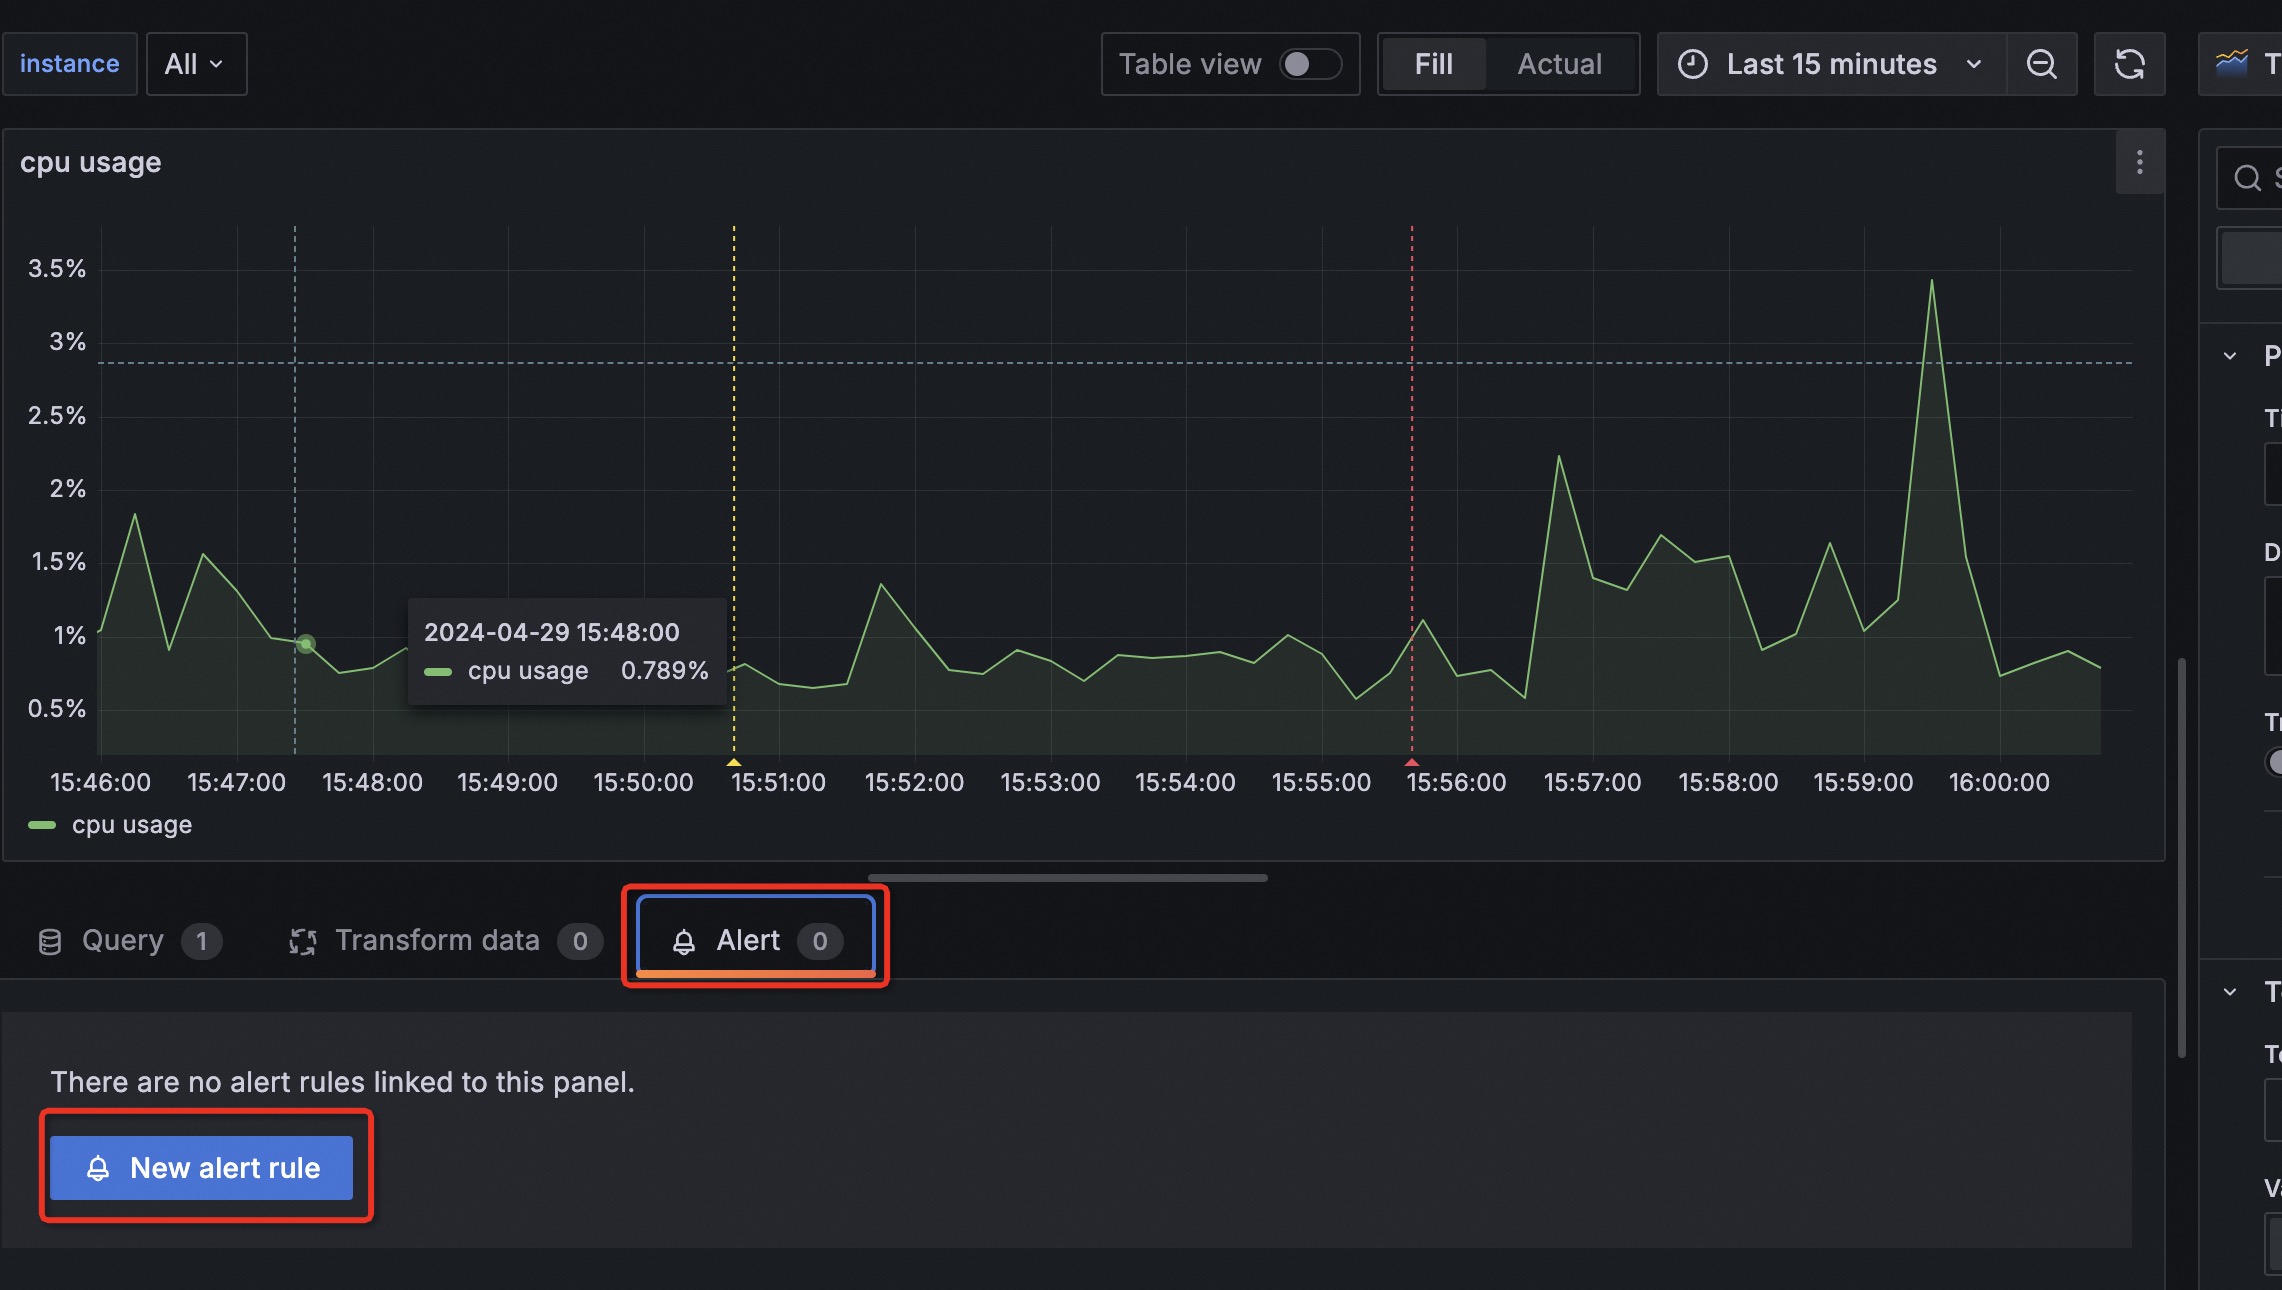 instance All Table view Fill Actual Last 15 minutes
cpu usage
3.5%
3%
2.5%
2%
1.5%
1%
0.5%
2024-04-29 15:48:00
cpu usage 0.789%
15:46:00 15:47:00 15:48:00 15:49:00 15:50:00 15:51:00 15:52:00 15:53:00 15:54:00 15:55:00 15:56:00 15:57:00 15:58:00 15:59:00 16:00:00
cpu usage
Query 1 Transform data 0 Alert 0
There are no alert rules linked to this panel.
New alert rule